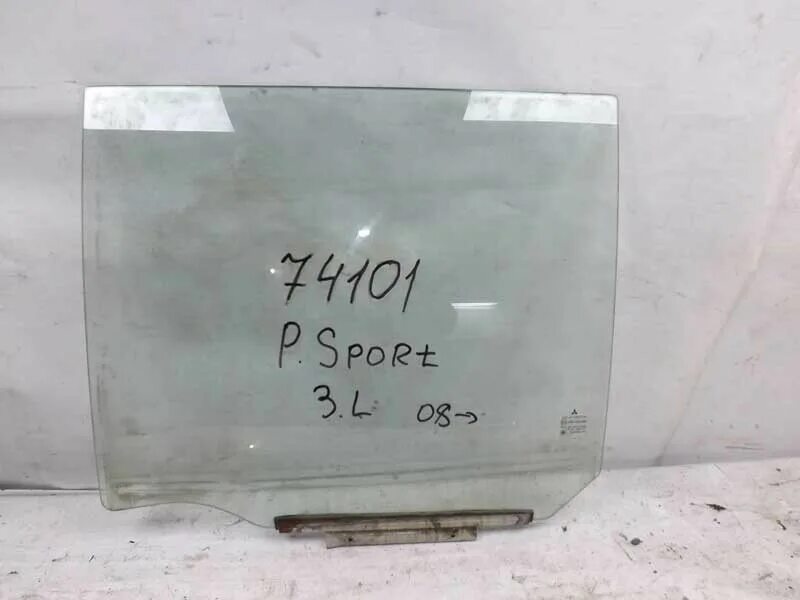 74101
P. SPORT
3.L 08→